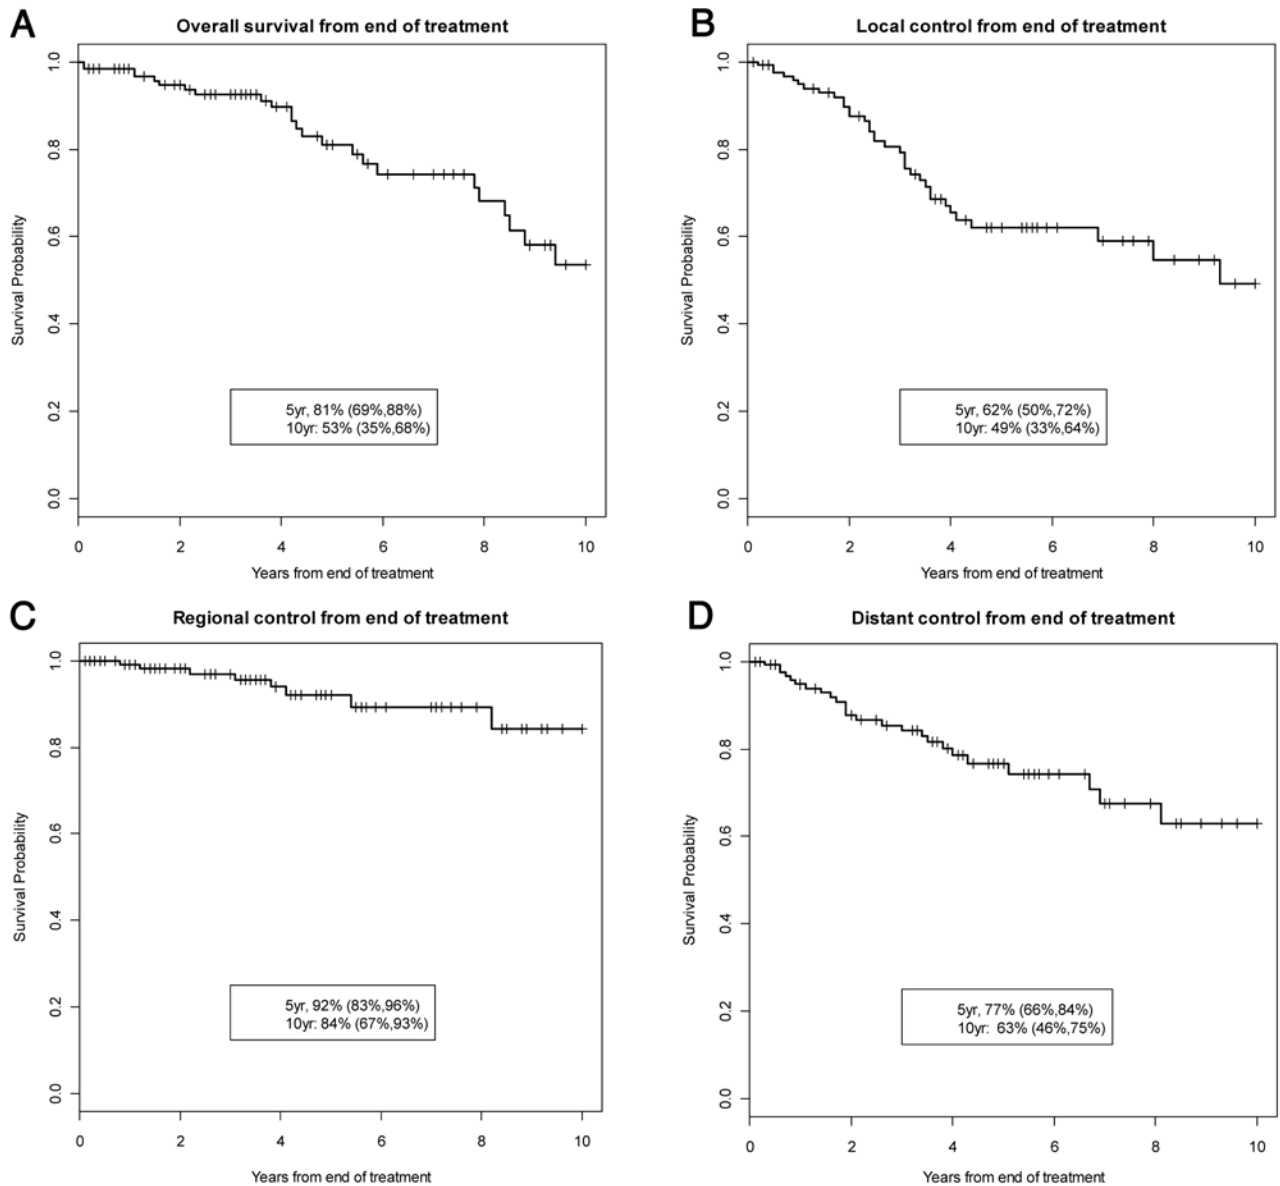 A
Overall survival from end of treatment
1.0
0.8
0.6
0.4
0.2
0.0
Survival Probability
5yr, 81% (69%,88%)
10yr: 53% (35%,68%)
0 2 4 6 8 10
Years from end of treatment
B
Local control from end of treatment
1.0
0.8
0.6
0.4
0.2
0.0
Survival Probability
5yr, 62% (50%,72%)
10yr: 49% (33%,64%)
0 2 4 6 8 10
Years from end of treatment
C
Regional control from end of treatment
1.0
0.8
0.6
0.4
0.2
0.0
Survival Probability
5yr, 92% (83%,96%)
10yr: 84% (67%,93%)
0 2 4 6 8 10
Years from end of treatment
D
Distant control from end of treatment
1.0
0.8
0.6
0.4
0.2
0.0
Survival Probability
5yr, 77% (66%,84%)
10yr: 63% (46%,75%)
0 2 4 6 8 10
Years from end of treatment